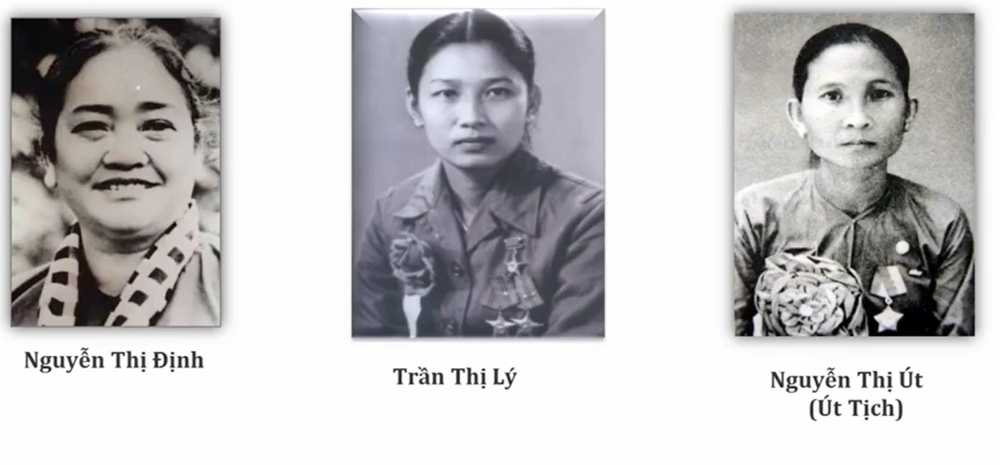 Nguyễn Thị Định
Trần Thị Lý
Nguyễn Thị Út
(Út Tịch)